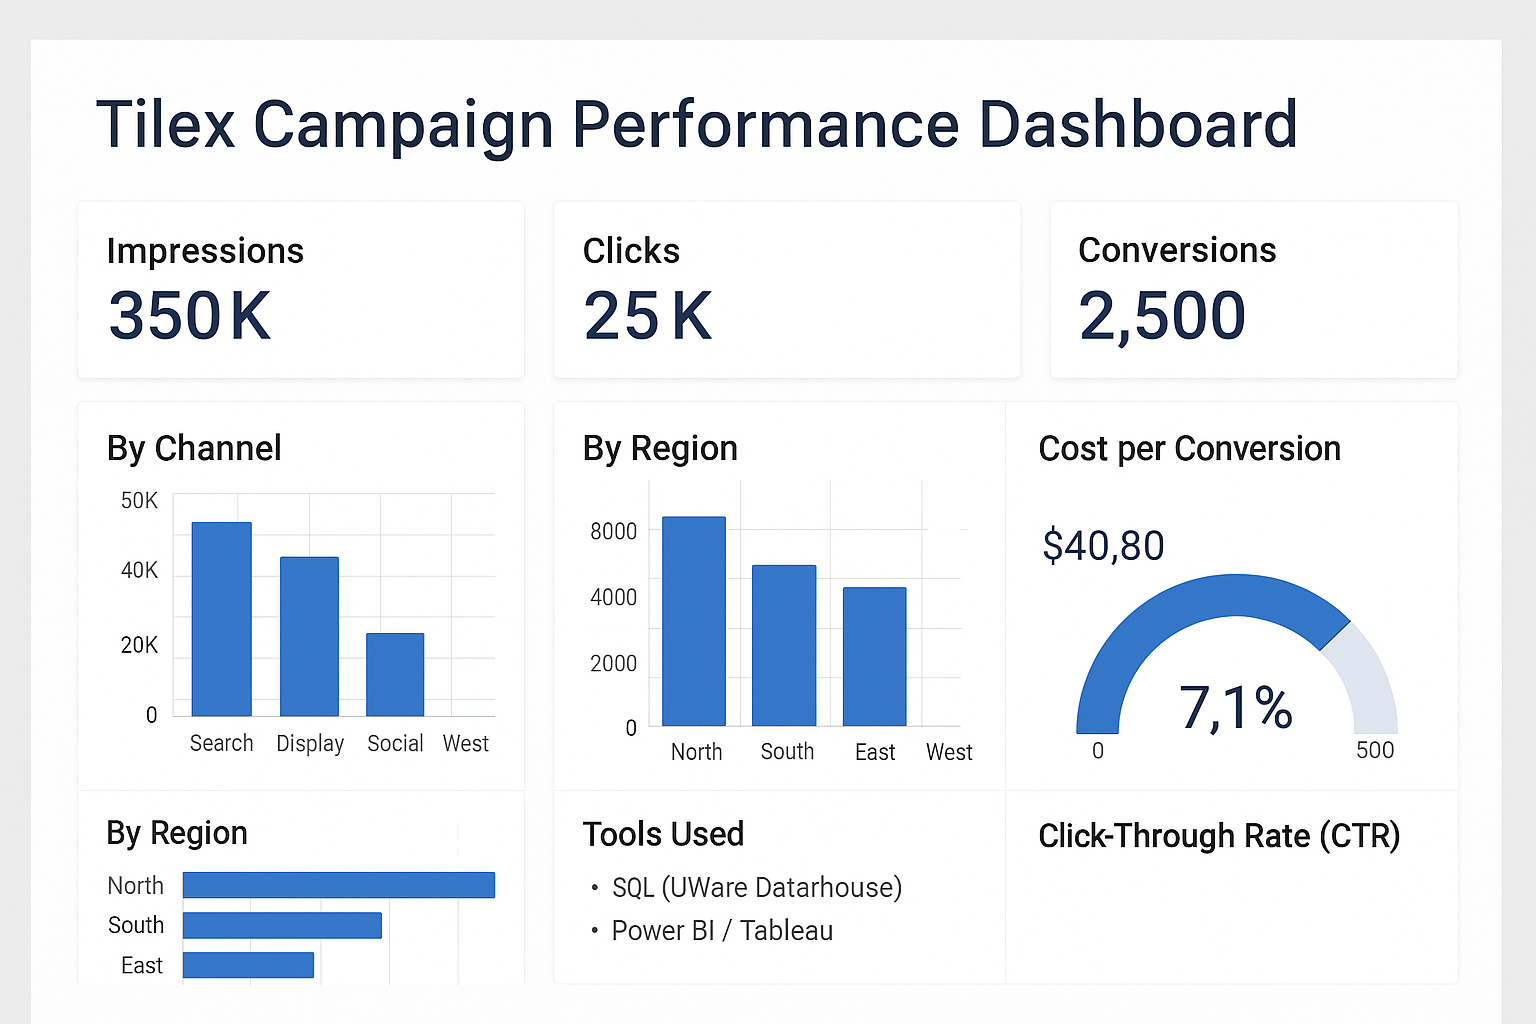 Tilex Campaign Performance Dashboard
Impressions
350K
Clicks
25K
Conversions
2,500
By Channel
50K
40K
20K
0
Search Display Social West
By Region
8000
4000
2000
0
North South East West
Cost per Conversion
$40,80
7,1%
0 500
By Region
North
South
East
Tools Used
• SQL (UWare Datarhouse)
• Power BI / Tableau
Click-Through Rate (CTR)